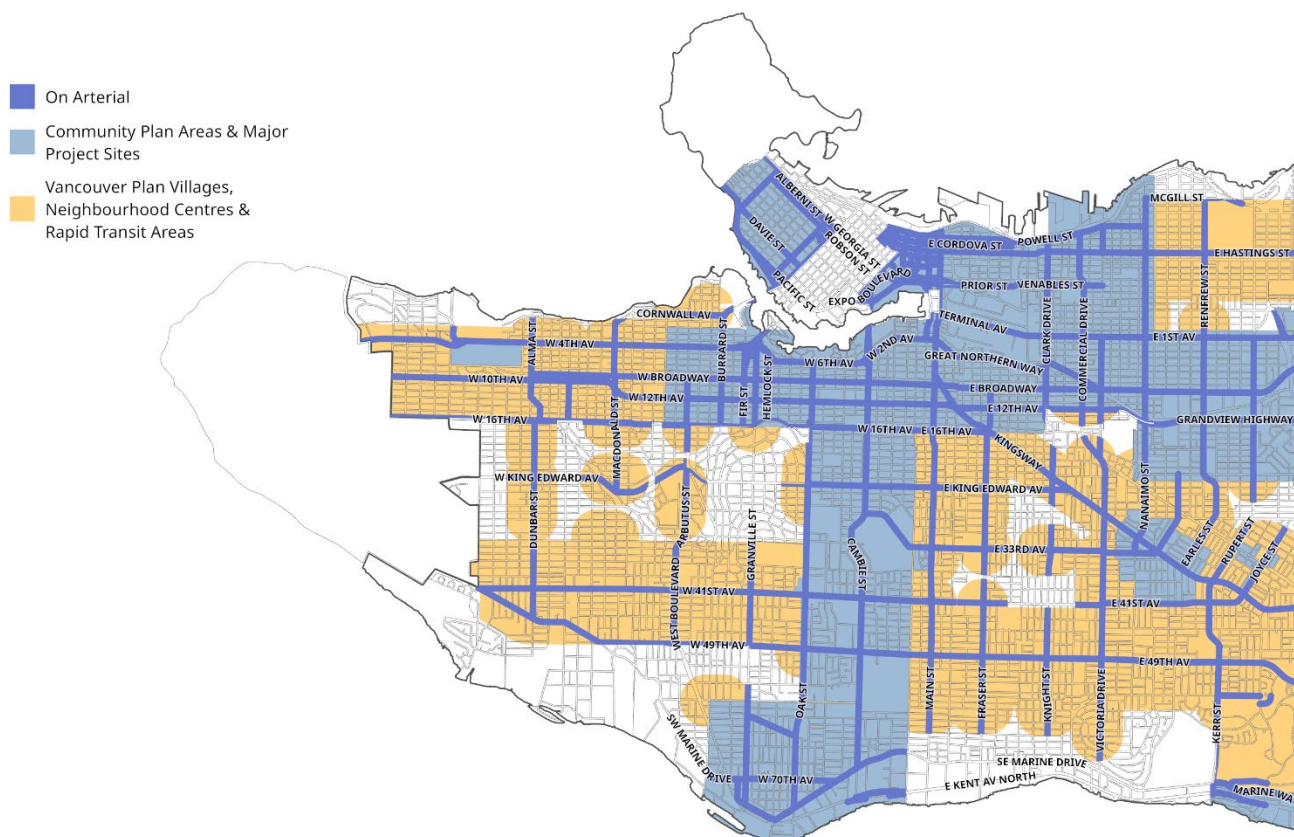 On Arterial
Community Plan Areas & Major
Project Sites
Vancouver Plan Villages,
Neighbourhood Centres &
Rapid Transit Areas
ALBERNI ST
W GEORGIA ST
ROBSON ST
DAVIE ST
PACIFIC ST
EXPO BOULEVARD
E CORDOVA ST
POWELL ST
MCGILL ST
E HASTINGS ST
PRIOR ST
VENABLES ST
RENFREW ST
CLARK DRIVE
COMMERCIAL DRIVE
TERMINAL AV
E 1ST AV
GREAT NORTHERN WAY
CORNWALL AV
ALMA ST
W 4TH AV
BURRARD ST
W 6TH AV
W 2ND AV
W 10TH AV
W BROADWAY
E BROADWAY
W 12TH AV
FIR ST
HEMLOCK ST
E 12TH AV
GRANDVIEW HIGHWAY
W 16TH AV
MACDONALD ST
W 16TH AV
E 16TH AV
KINGSWAY
W KING EDWARD AV
E KING EDWARD AV
NANAIMO ST
DUNBAR ST
ARBUTUS ST
GRANVILLE ST
CAMBIE ST
E 33RD AV
EARLES ST
RUPERT ST
JOYCE ST
W 41ST AV
E 41ST AV
WEST BOULEVARD
W 49TH AV
E 49TH AV
OAK ST
MAIN ST
FRASER ST
KNIGHT ST
VICTORIA DRIVE
KERR ST
SW MARINE DRIVE
W 70TH AV
SE MARINE DRIVE
E KENT AV NORTH
MARINE WA